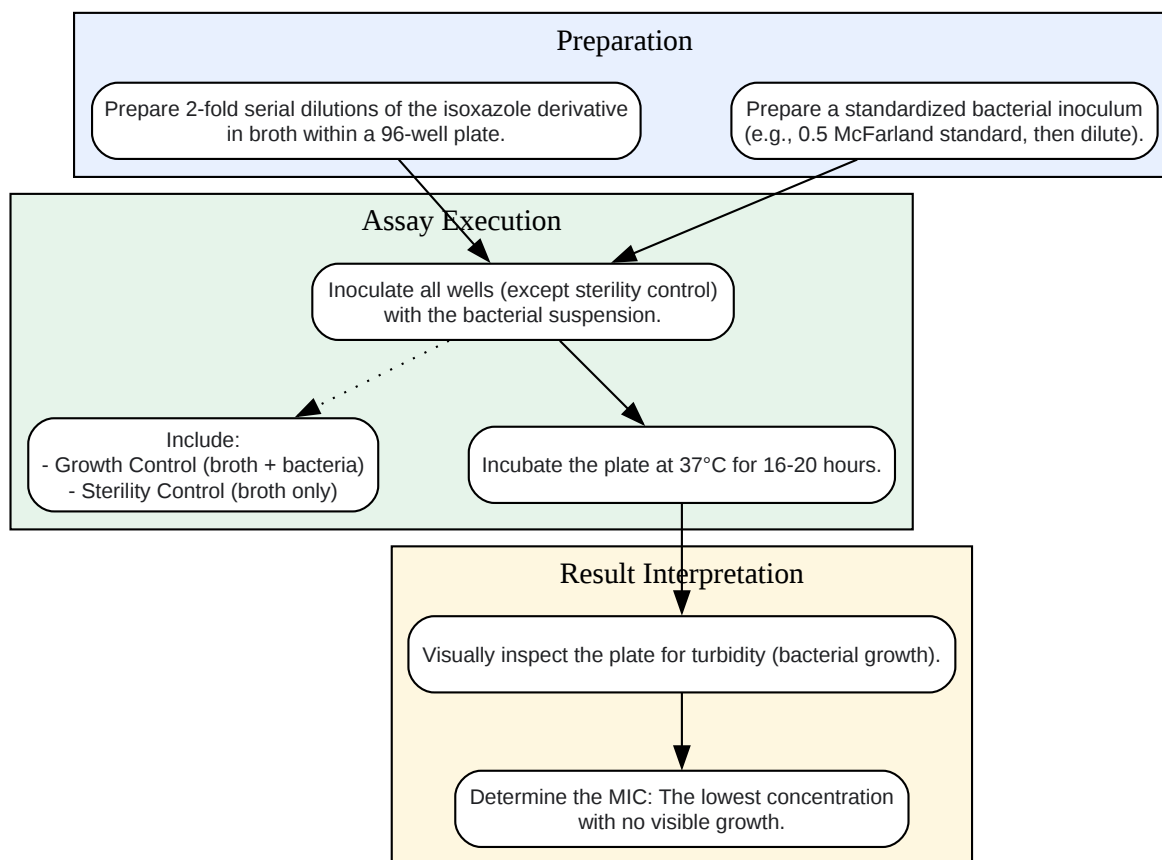 Preparation
Prepare 2-fold serial dilutions of the isoxazole derivative
in broth within a 96-well plate.
Prepare a standardized bacterial inoculum
(e.g., 0.5 McFarland standard, then dilute).
Assay Execution
Inoculate all wells (except sterility control)
with the bacterial suspension.
Include:
- Growth Control (broth + bacteria)
- Sterility Control (broth only)
Incubate the plate at 37°C for 16-20 hours.
Result Interpretation
Visually inspect the plate for turbidity (bacterial growth).
Determine the MIC: The lowest concentration
with no visible growth.